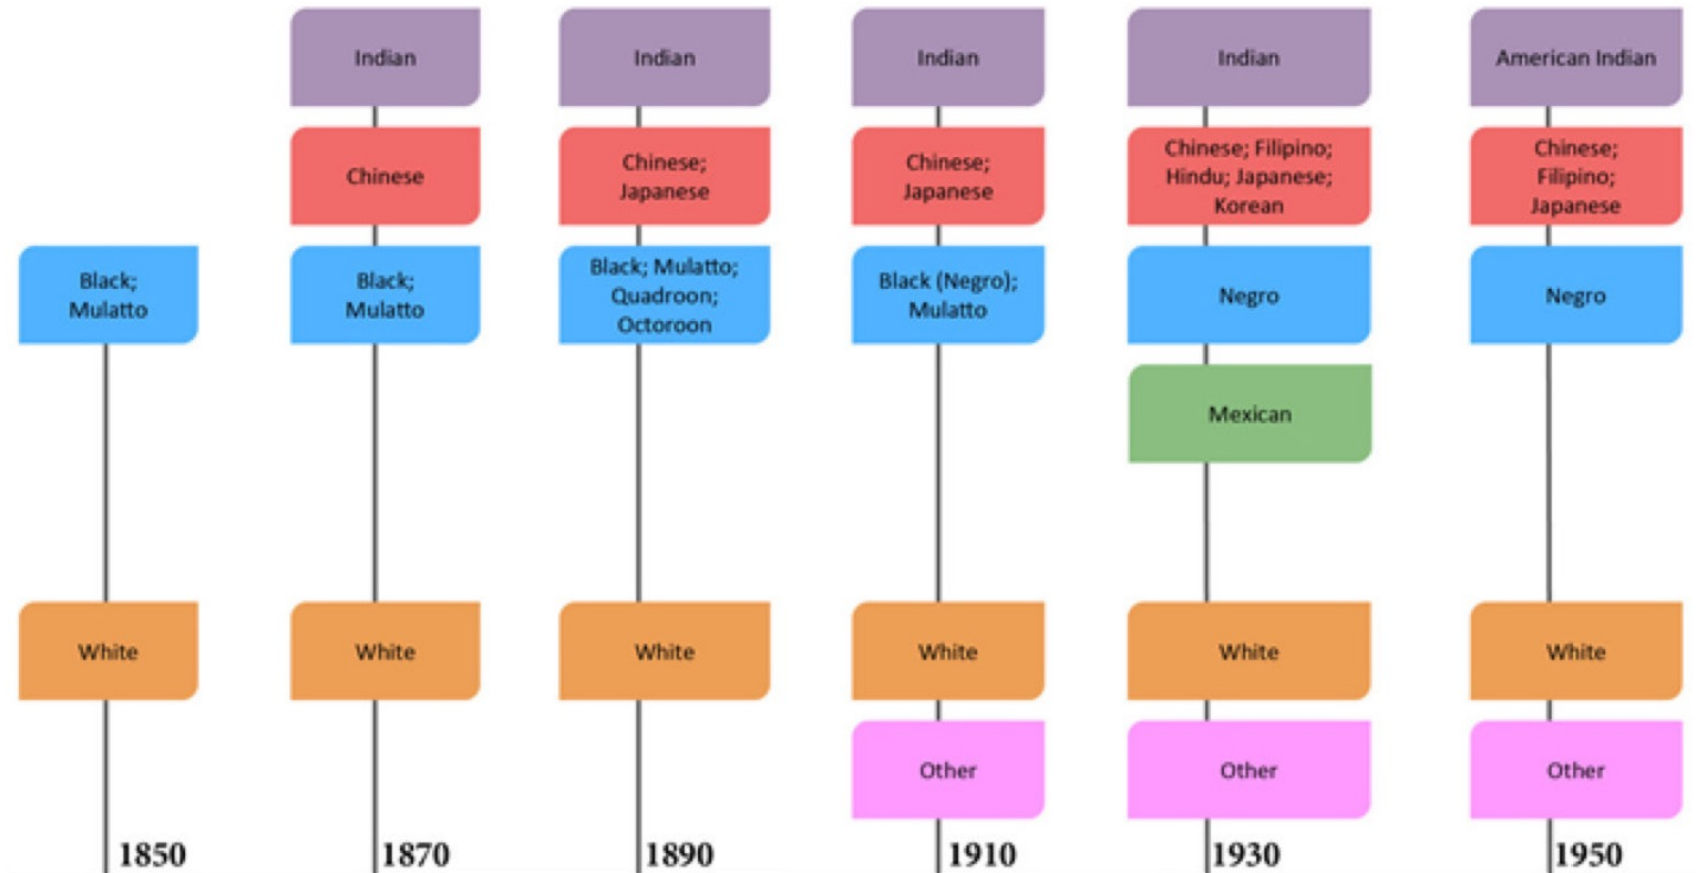 Indian
Indian
Indian
Indian
American Indian
Chinese
Chinese;
Japanese
Chinese;
Japanese
Chinese; Filipino;
Hindu; Japanese;
Korean
Chinese;
Filipino;
Japanese
Black;
Mulatto
Black;
Mulatto
Black; Mulatto;
Quadroon;
Octoroon
Black (Negro);
Mulatto
Negro
Negro
Mexican
White
White
White
White
White
White
Other
Other
Other
1850
1870
1890
1910
1930
1950